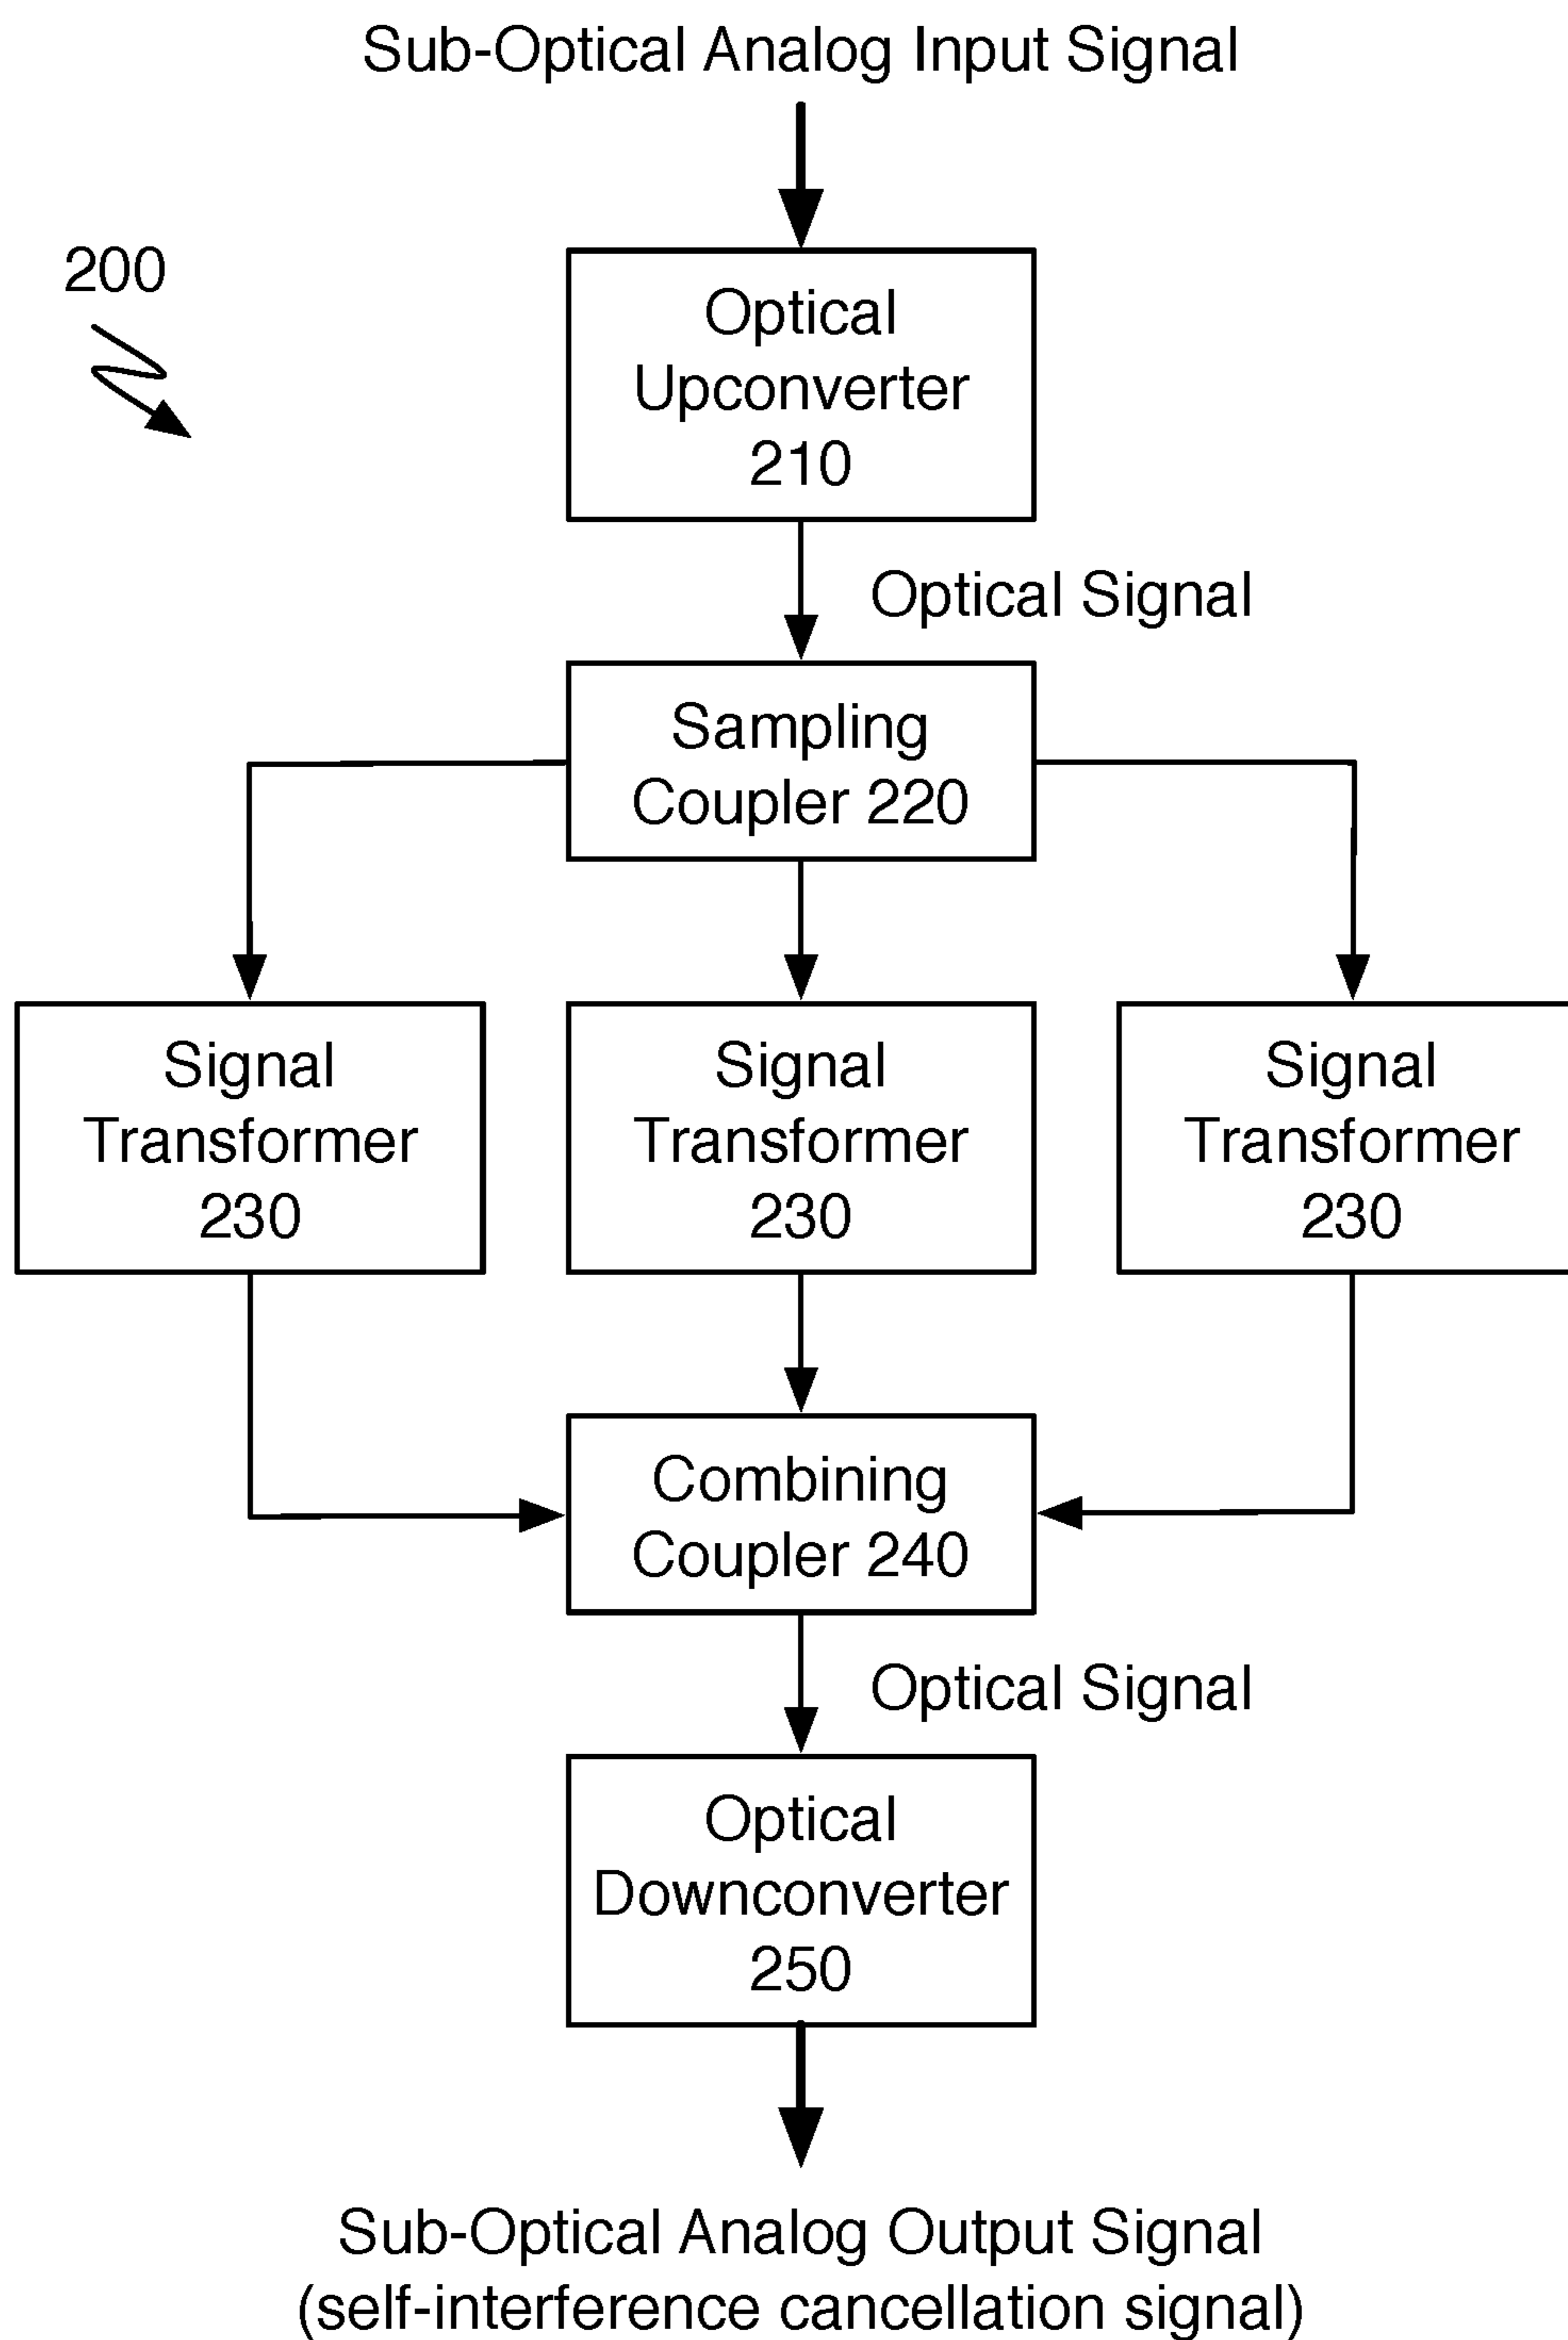 Sub-Optical Analog Input Signal
200
Optical
Upconverter
210
Optical Signal
Sampling
Coupler 220
Signal
Transformer
230
Signal
Transformer
230
Signal
Transformer
230
Combining
Coupler 240
Optical Signal
Optical
Downconverter
250
Sub-Optical Analog Output Signal
(self-interference cancellation signal)